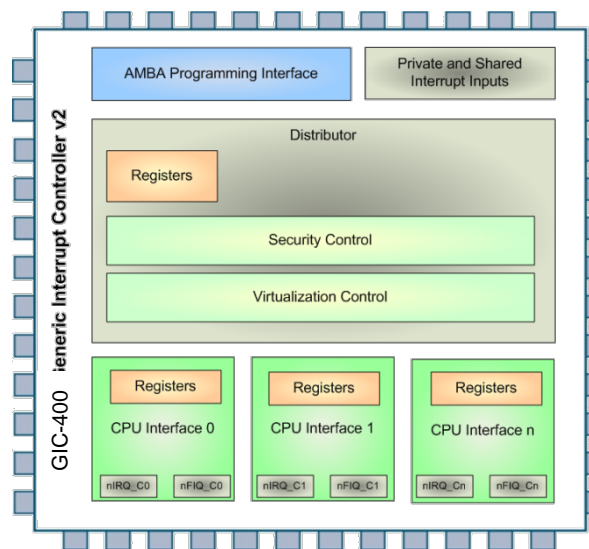 AMBA Programming Interface
Private and Shared
Interrupt Inputs
GIC-400 Generic Interrupt Controller v2
Distributor
Registers
Security Control
Virtualization Control
Registers
CPU Interface 0
nIRQ_C0
nFIQ_C0
Registers
CPU Interface 1
nIRQ_C1
nFIQ_C1
Registers
CPU Interface n
nIRQ_Cn
nFIQ_Cn